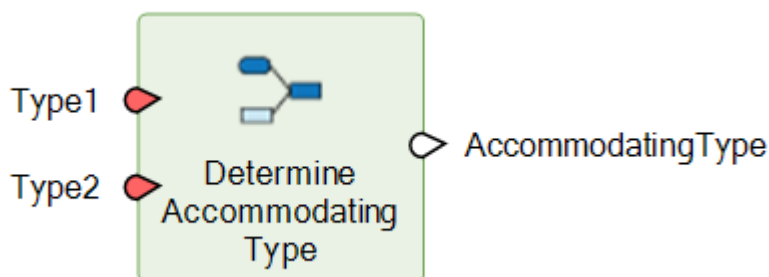 Type1
Type2
Determine
Accommodating
Type
AccommodatingType